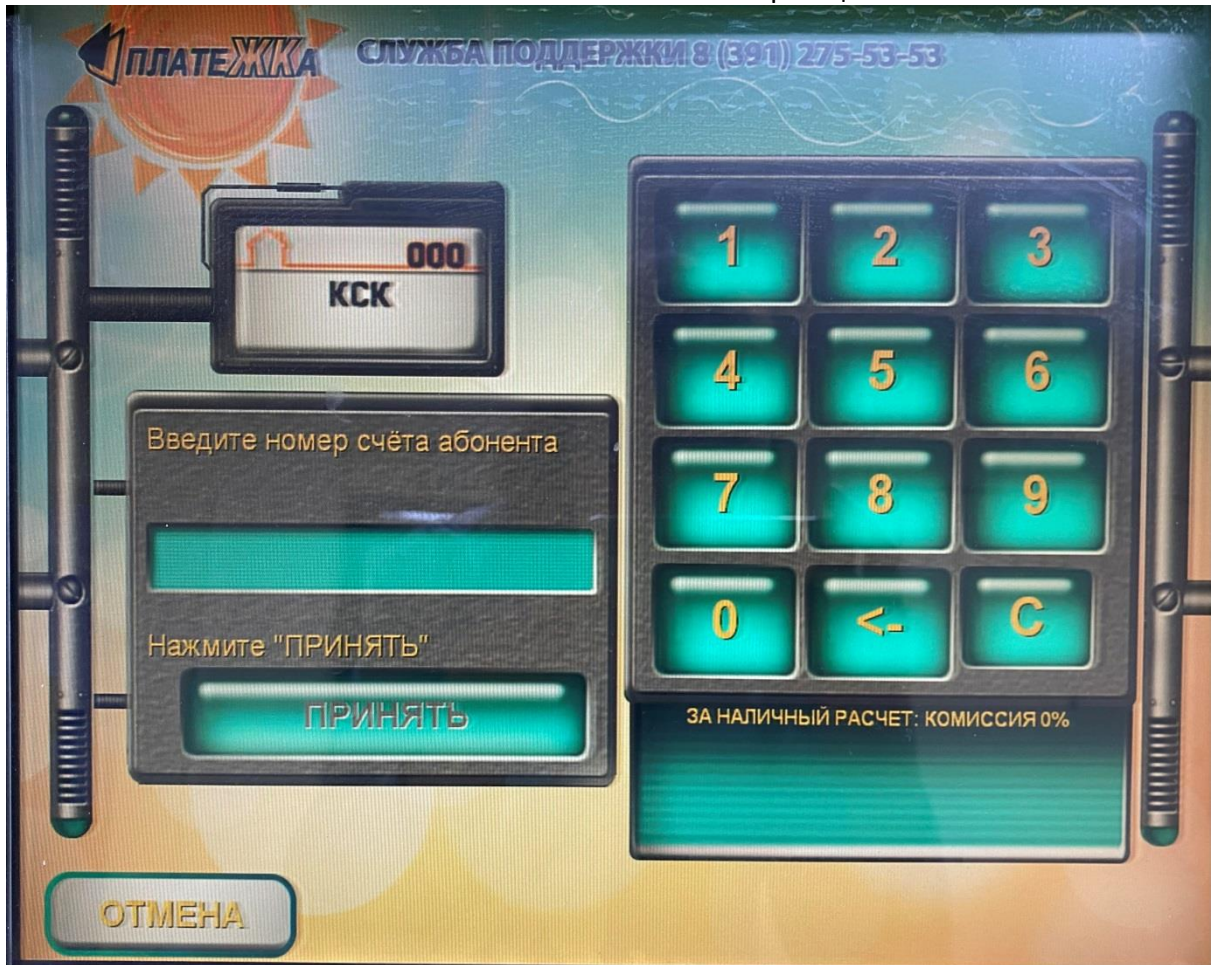 ПЛАТЕЖКА СЛУЖБА ПОДДЕРЖКИ 8 (391) 275-53-53
ООО
КСК
Введите номер счёта абонента
Нажмите "ПРИНЯТЬ"
ПРИНЯТЬ
1 2 3
4 5 6
7 8 9
0 <- C
ЗА НАЛИЧНЫЙ РАСЧЕТ: КОМИССИЯ 0%
ОТМЕНА